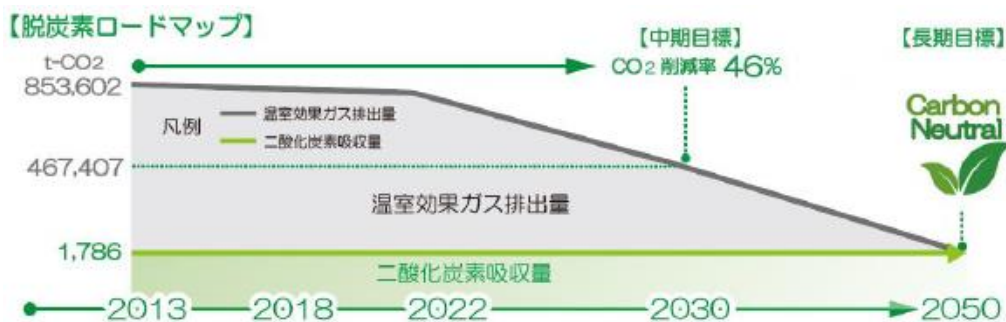 【脱炭素ロードマップ】
t-CO2
853,602
【中期目標】
CO2 削減率 46%
【長期目標】
Carbon
Neutral
凡例
温室効果ガス排出量
二酸化炭素吸収量
467,407
温室効果ガス排出量
1,786
二酸化炭素吸収量
2013 2018 2022 2030 2050